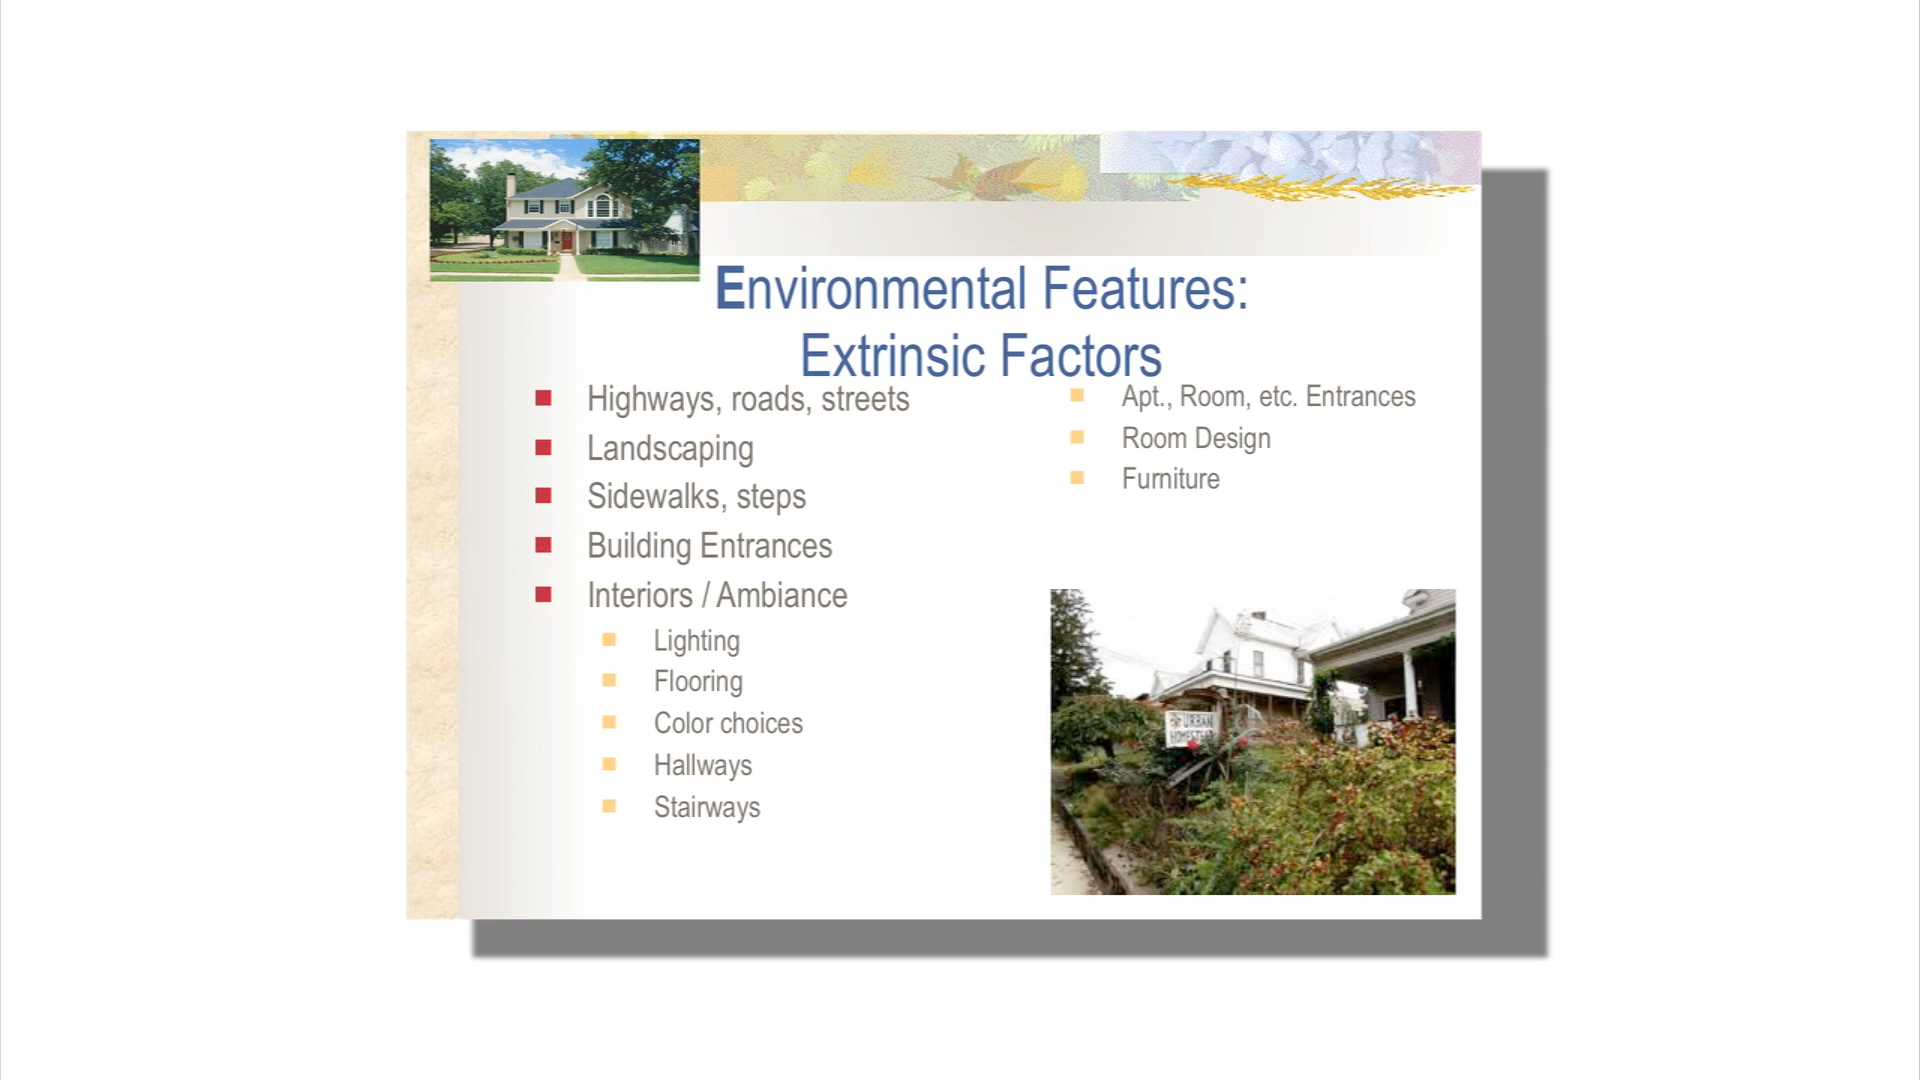 Environmental Features:
Extrinsic Factors
Highways, roads, streets
Landscaping
Sidewalks, steps
Building Entrances
Interiors / Ambiance
Lighting
Flooring
Color choices
Hallways
Stairways
Apt., Room, etc. Entrances
Room Design
Furniture
URBAN